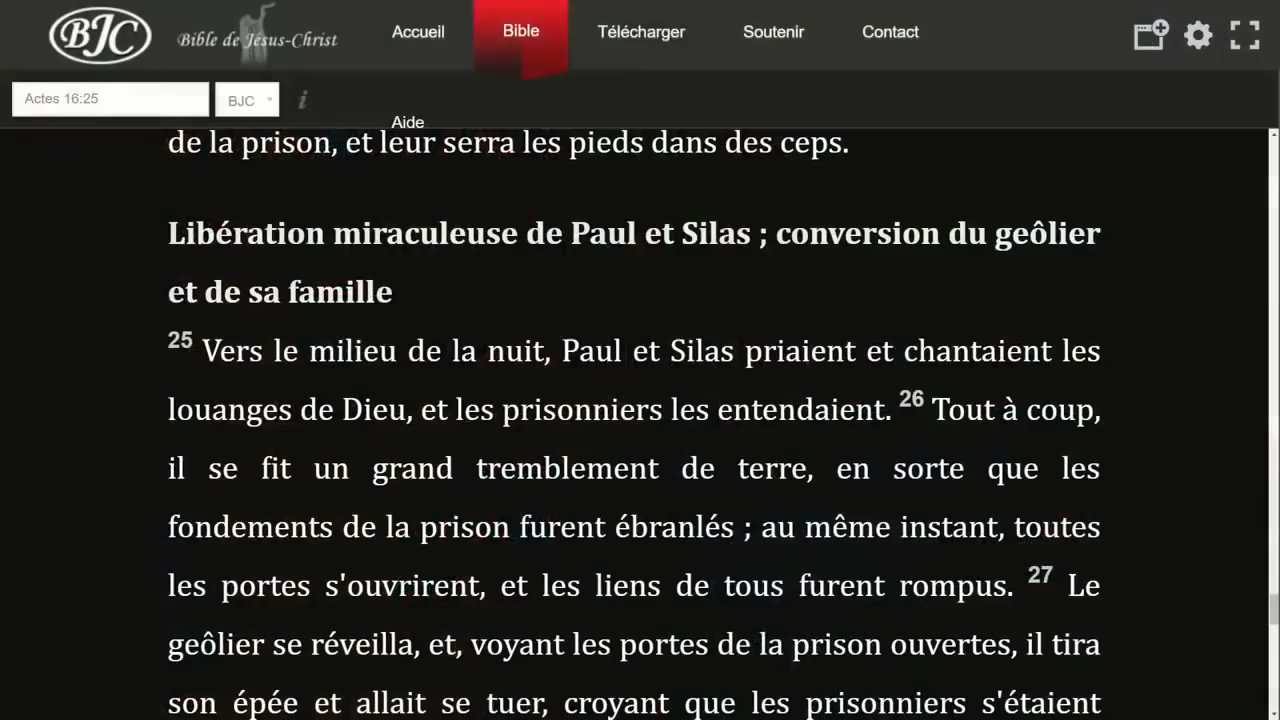 BJC
Bible de Jésus-Christ
Accueil
Bible
Télécharger
Soutenir
Contact
Actes 16:25
BJC
i
Aide
de la prison, et leur serra les pieds dans des ceps.
Libération miraculeuse de Paul et Silas ; conversion du geôlier
et de sa famille
25 Vers le milieu de la nuit, Paul et Silas priaient et chantaient les
louanges de Dieu, et les prisonniers les entendaient. 26 Tout à coup,
il se fit un grand tremblement de terre, en sorte que les
fondements de la prison furent ébranlés ; au même instant, toutes
les portes s'ouvrirent, et les liens de tous furent rompus. 27 Le
geôlier se réveilla, et, voyant les portes de la prison ouvertes, il tira
son épée et allait se tuer, croyant que les prisonniers s'étaient